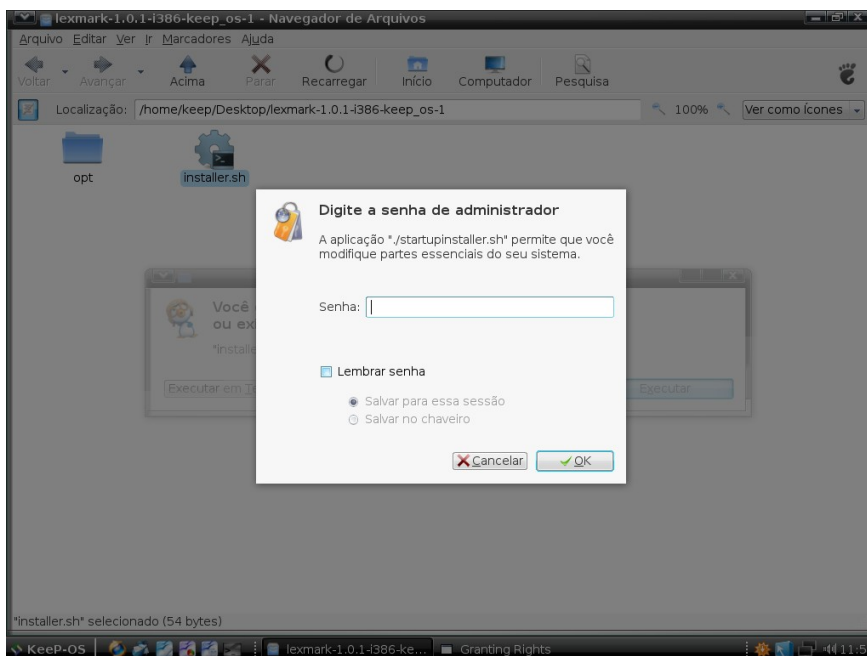 lexmark-1.0.1-i386-keep_os-1 - Navegador de Arquivos
Arquivo Editar Ver Ir Marcadores Ajuda
Voltar Avançar Acima Parar Recarregar Início Computador Pesquisa
Localização: /home/keep/Desktop/lexmark-1.0.1-i386-keep_os-1 100% Ver como Ícones
opt installer.sh
Digite a senha de administrador
A aplicação "./startupinstaller.sh" permite que você
modifique partes essenciais do seu sistema.
Você
ou
Senha:
Lembrar senha
Executar em
Executar
Salvar para essa sessão
Salvar no chaveiro
Cancelar OK
"installer.sh" selecionado (54 bytes)
KeeP-OS lexmark-1.0.1-i386-ke... Granting Rights